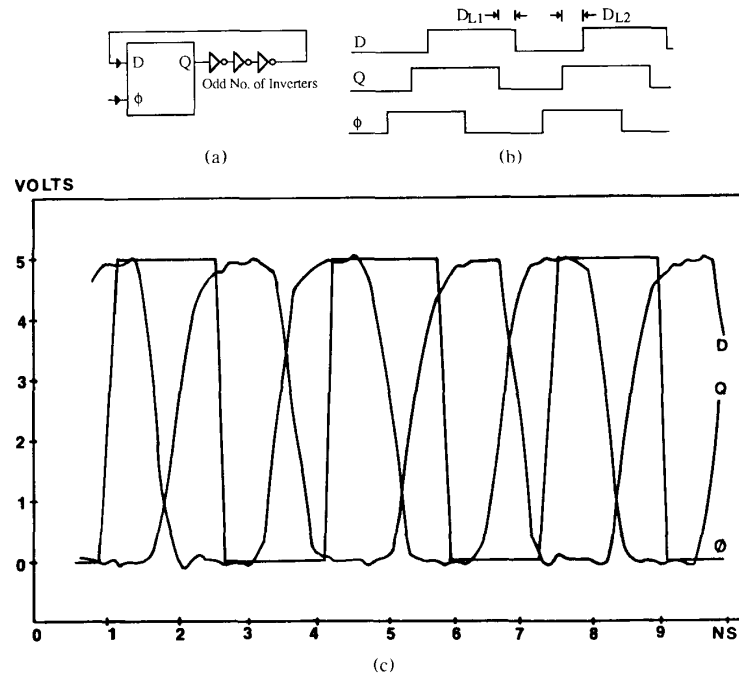 D Q
Odd No. of Inverters
ϕ
(a)
D_L1 D_L2
D
Q
ϕ
(b)
VOLTS
5
4
3
2
1
0
D
Q
Ø
0 1 2 3 4 5 6 7 8 9 NS
(c)